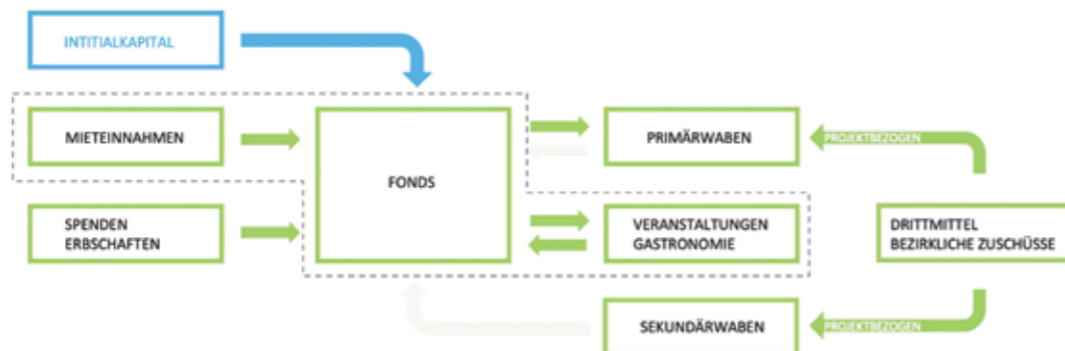 INTITIALKAPITAL
MIETEINNAHMEN
FONDS
PRIMÄRWABEN
PROJEKTBEZOGEN
SPENDEN
ERBSCHAFTEN
VERANSTALTUNGEN
GASTRONOMIE
DRITTMITTEL
BEZIRKLICHE ZUSCHÜSSE
SEKUNDÄRWABEN
PROJEKTBEZOGEN